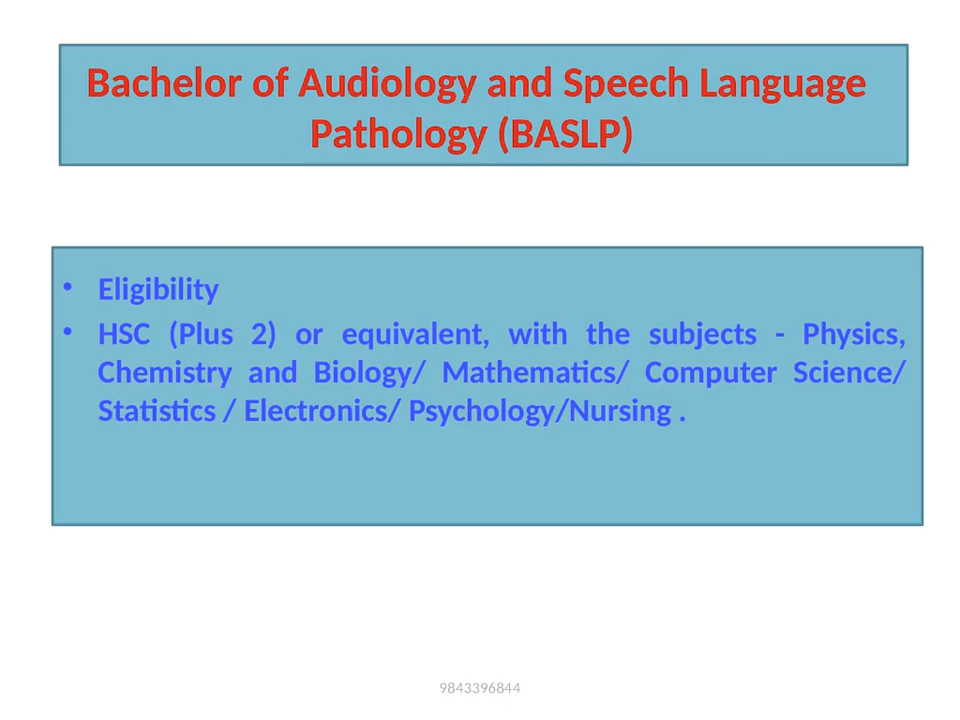 Bachelor of Audiology and Speech Language
Pathology (BASLP)
• Eligibility
• HSC (Plus 2) or equivalent, with the subjects - Physics,
Chemistry and Biology/ Mathematics/ Computer Science/
Statistics / Electronics/ Psychology/Nursing .
9843396844